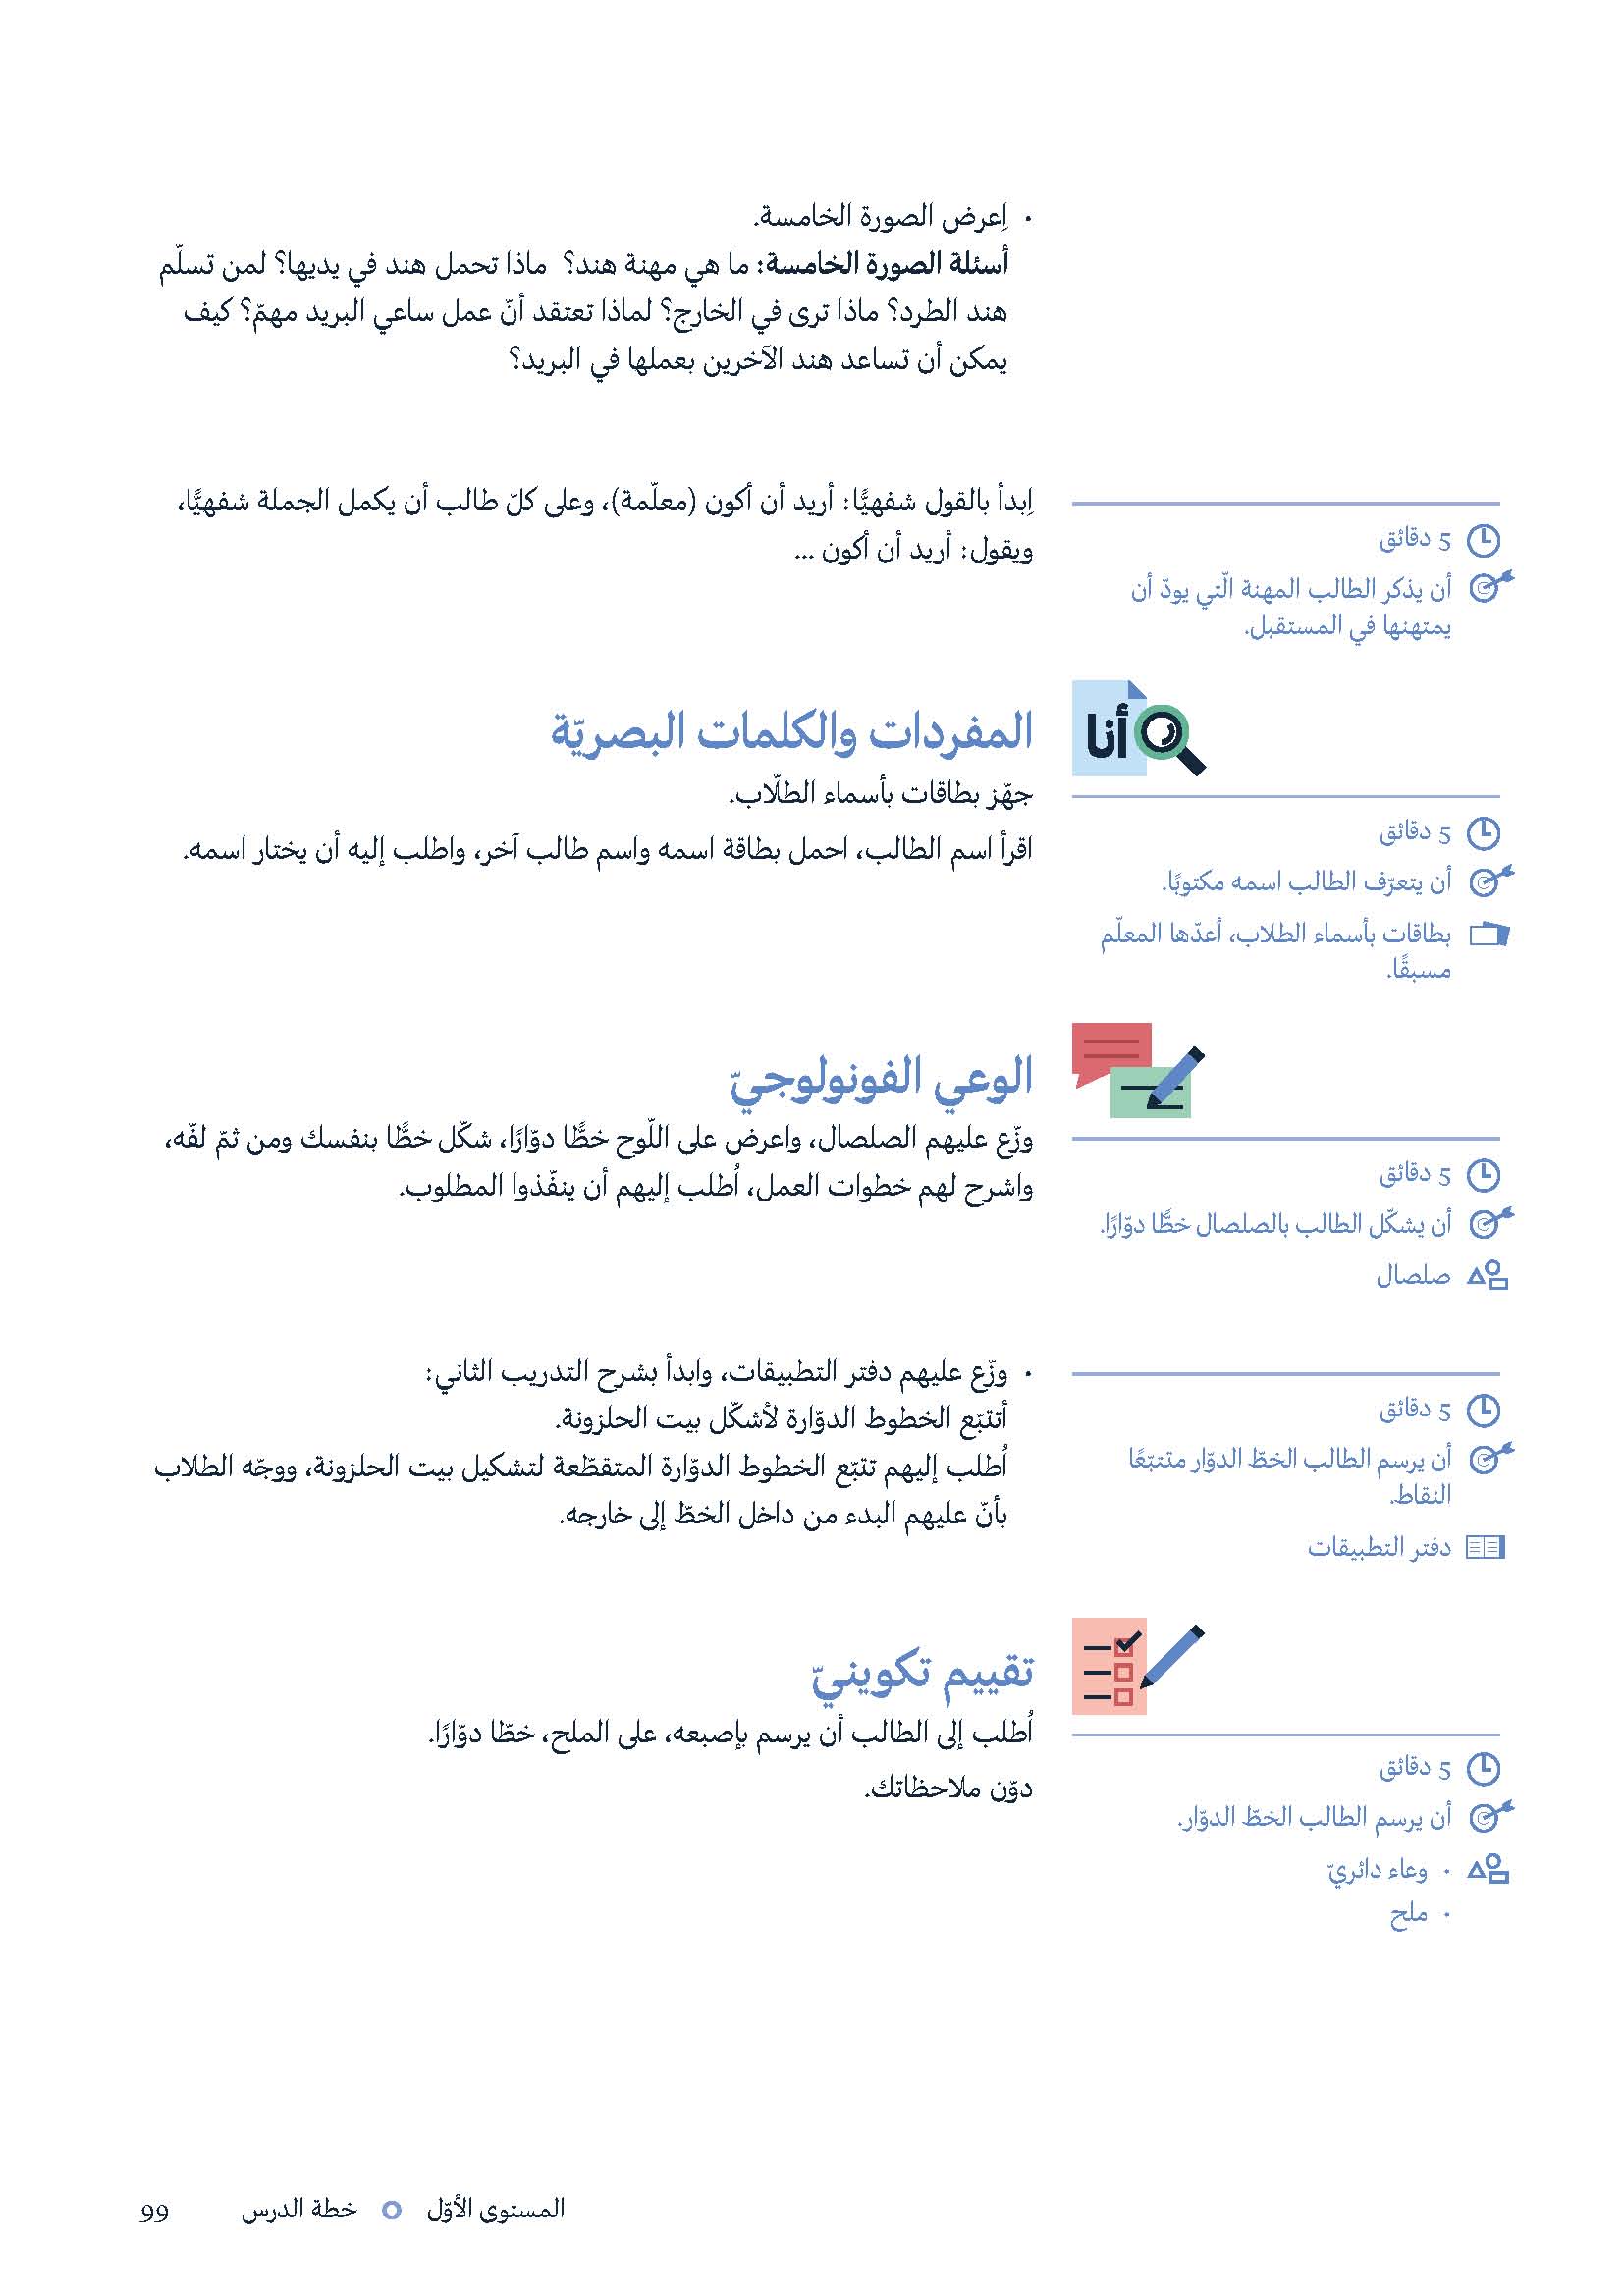 • اِعرض الصورة الخامسة.
أسئلة الصورة الخامسة: ما هي مهنة هند؟ ماذا تحمل هند في يديها؟ لمن تسلّم
هند الطرد؟ ماذا ترى في الخارج؟ لماذا تعتقد أنّ عمل ساعي البريد مهمّ؟ كيف
يمكن أن تساعد هند الآخرين بعملها في البريد؟
5 دقائق
أن يذكر الطالب المهنة الّتي يودّ أن
يمتهنها في المستقبل.
اِبدأ بالقول شفهيًّا: أريد أن أكون (معلّمة)، وعلى كلّ طالب أن يكمل الجملة شفهيًّا،
ويقول: أريد أن أكون ...
أنا
المفردات والكلمات البصريّة
5 دقائق
أن يتعرّف الطالب اسمه مكتوبًا.
بطاقات بأسماء الطلاب، أعدّها المعلّم
مسبقًا.
جهّز بطاقات بأسماء الطلّاب.
اقرأ اسم الطالب، احمل بطاقة اسمه واسم طالب آخر، واطلب إليه أن يختار اسمه.
الوعي الفونولوجيّ
5 دقائق
أن يشكّل الطالب بالصلصال خطًّا دوّارًا.
صلصال
وزّع عليهم الصلصال، واعرض على اللّوح خطًّا دوّارًا، شكّل خطًّا بنفسك ومن ثمّ لفّه،
واشرح لهم خطوات العمل، اُطلب إليهم أن ينفّذوا المطلوب.
5 دقائق
أن يرسم الطالب الخطّ الدوّار متتبّعًا
النقاط.
دفتر التطبيقات
• وزّع عليهم دفتر التطبيقات، وابدأ بشرح التدريب الثاني:
أتتبّع الخطوط الدوّارة لأشكّل بيت الحلزونة.
اُطلب إليهم تتبّع الخطوط الدوّارة المتقطّعة لتشكيل بيت الحلزونة، ووجّه الطلاب
بأنّ عليهم البدء من داخل الخطّ إلى خارجه.
تقييم تكوينيّ
5 دقائق
أن يرسم الطالب الخطّ الدوّار.
• وعاء دائريّ
• ملح
اُطلب إلى الطالب أن يرسم بإصبعه، على الملح، خطّا دوّارًا.
دوّن ملاحظاتك.
المستوى الأوّل خطة الدرس 99